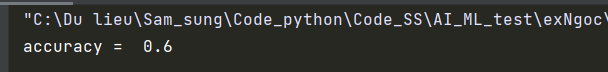 "C:\Du lieu\Sam_sung\Code_python\Code_SS\AI_ML_test\exNgoc\
accuracy =  0.6